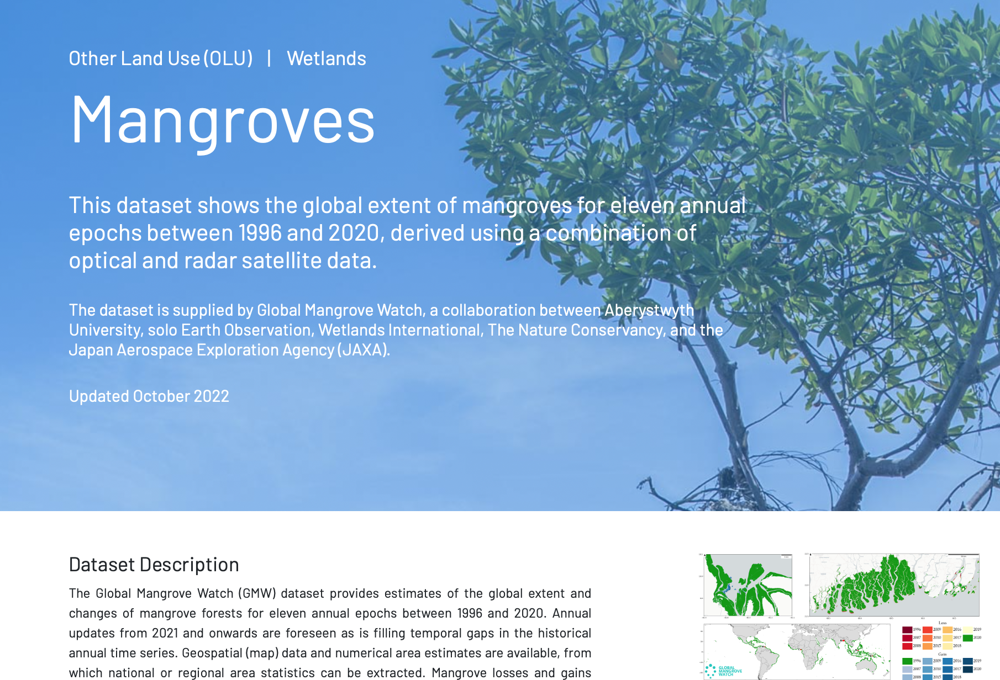 Other Land Use (OLU) | Wetlands
Mangroves
This dataset shows the global extent of mangroves for eleven annual
epochs between 1996 and 2020, derived using a combination of
optical and radar satellite data.
The dataset is supplied by Global Mangrove Watch, a collaboration between Aberystwyth
University, solo Earth Observation, Wetlands International, The Nature Conservancy, and the
Japan Aerospace Exploration Agency (JAXA).
Updated October 2022
Dataset Description
The Global Mangrove Watch (GMW) dataset provides estimates of the global extent and
changes of mangrove forests for eleven annual epochs between 1996 and 2020. Annual
updates from 2021 and onwards are foreseen as is filling temporal gaps in the historical
annual time series. Geospatial (map) data and numerical area estimates are available, from
which national or regional area statistics can be extracted. Mangrove losses and gains
Loss
1996 2009 2016 2019
2007 2010 2017 2020
2008 2015 2018
Gain
1996 2009 2016 2019
2007 2010 2017 2020
2008 2015 2018
GLOBAL
MANGROVE
WATCH